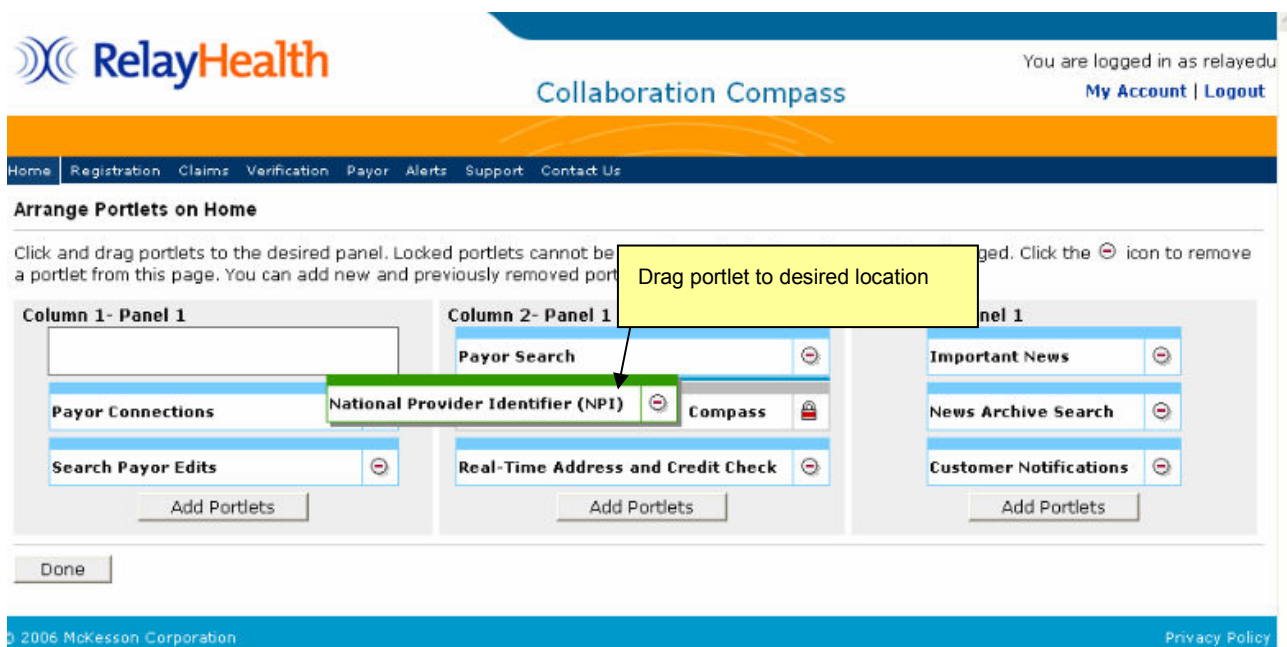 RelayHealth
Collaboration Compass
You are logged in as relayedu
My Account | Logout
Home Registration Claims Verification Payor Alerts Support Contact Us
Arrange Portlets on Home
Click and drag portlets to the desired panel. Locked portlets cannot be ged. Click the icon to remove
a portlet from this page. You can add new and previously removed port
Drag portlet to desired location
Column 1- Panel 1
Payor Connections
Search Payor Edits
Add Portlets
National Provider Identifier (NPI)
Column 2- Panel 1
Payor Search
Compass
Real-Time Address and Credit Check
Add Portlets
nel 1
Important News
News Archive Search
Customer Notifications
Add Portlets
Done
© 2006 McKesson Corporation
Privacy Policy